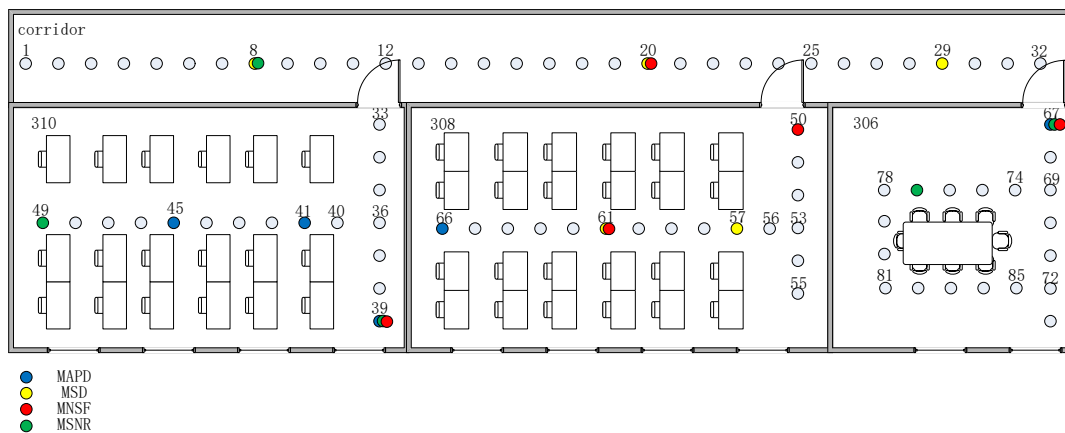 corridor
1 8 12 20 25 29 32
310 33 308 50 306 67
78 74 69
49 45 41 40 36 66 61 57 56 53
39 55 81 85 72
MAPD
MSD
MNSF
MSNR